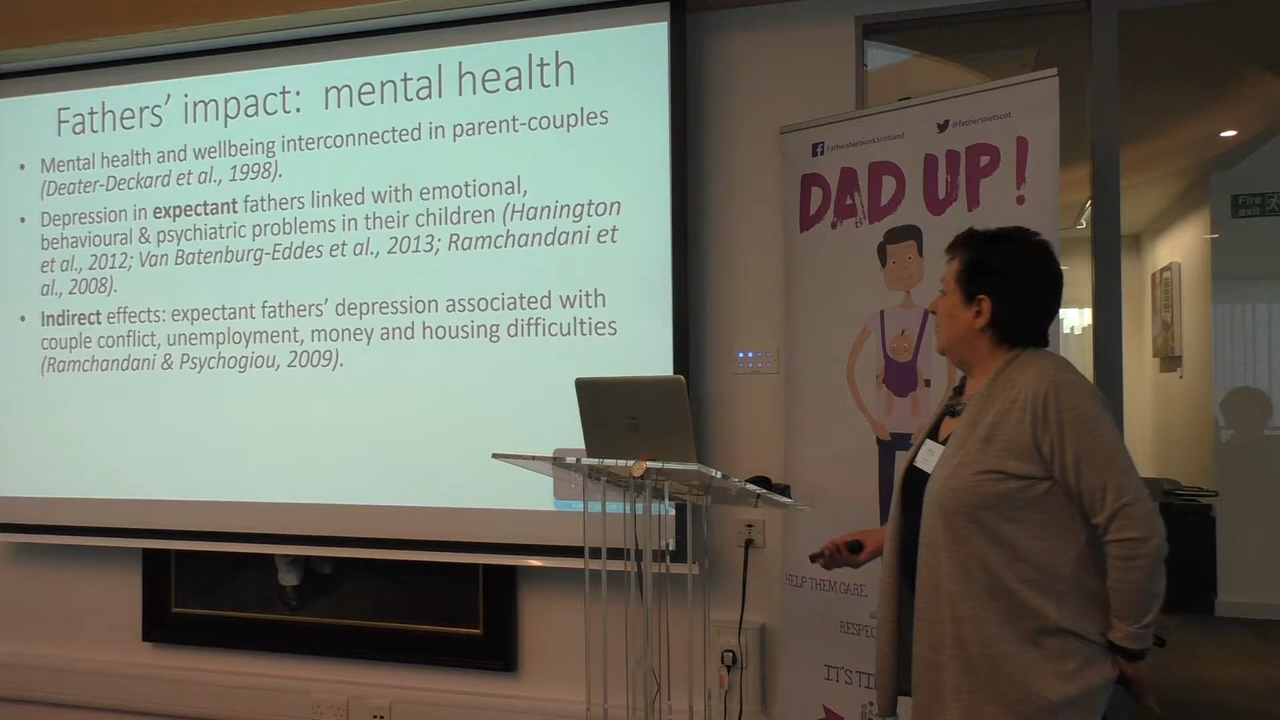 Fathers’ impact: mental health
• Mental health and wellbeing interconnected in parent-couples
(Deater-Deckard et al., 1998).
• Depression in expectant fathers linked with emotional,
behavioural & psychiatric problems in their children (Hanington
et al., 2012; Van Batenburg-Eddes et al., 2013; Ramchandani et
al., 2008).
• Indirect effects: expectant fathers’ depression associated with
couple conflict, unemployment, money and housing difficulties
(Ramchandani & Psychogiou, 2009).
FathersNetworkScotland
@fathersnetscot
DAD UP!
HELP THEM CARE.
IT'S
Fire
exit